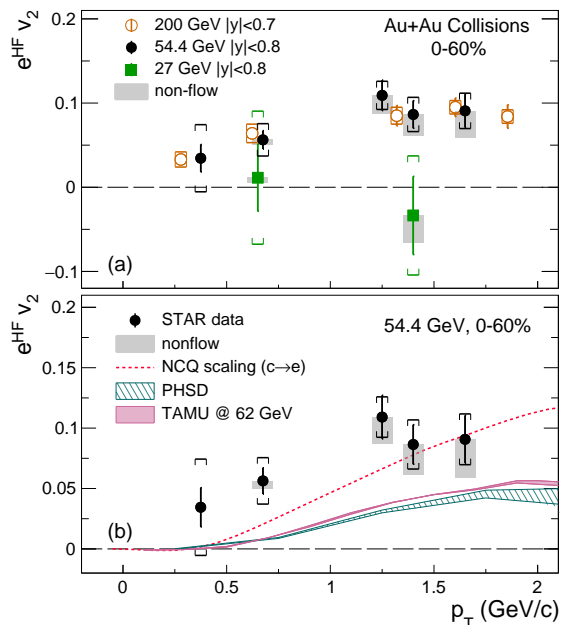 e^HF v_2
200 GeV |y|<0.7
54.4 GeV |y|<0.8
27 GeV |y|<0.8
non-flow
Au+Au Collisions
0-60%
0.1
0
−0.1
(a)
e^HF v_2
STAR data
nonflow
NCQ scaling (c→e)
PHSD
TAMU @ 62 GeV
54.4 GeV, 0-60%
0.2
0.15
0.1
0.05
0
(b)
0 0.5 1 1.5 2
p_T (GeV/c)